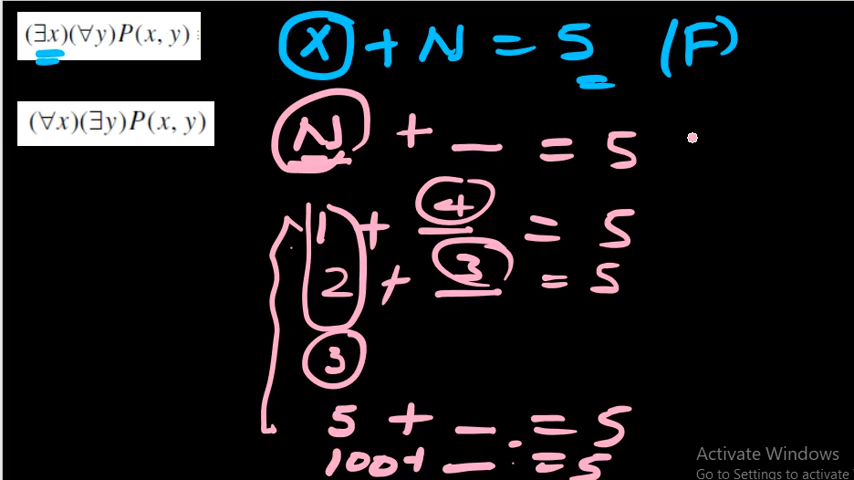 (∃x)(∀y)P(x, y)
X + N = 5 (F)
(∀x)(∃y)P(x, y)
N + _ = 5
1 + 4 = 5
2 + 3 = 5
3
5 + _ = 5
100+ _ = 5
Activate Windows
Go to Settings to activate